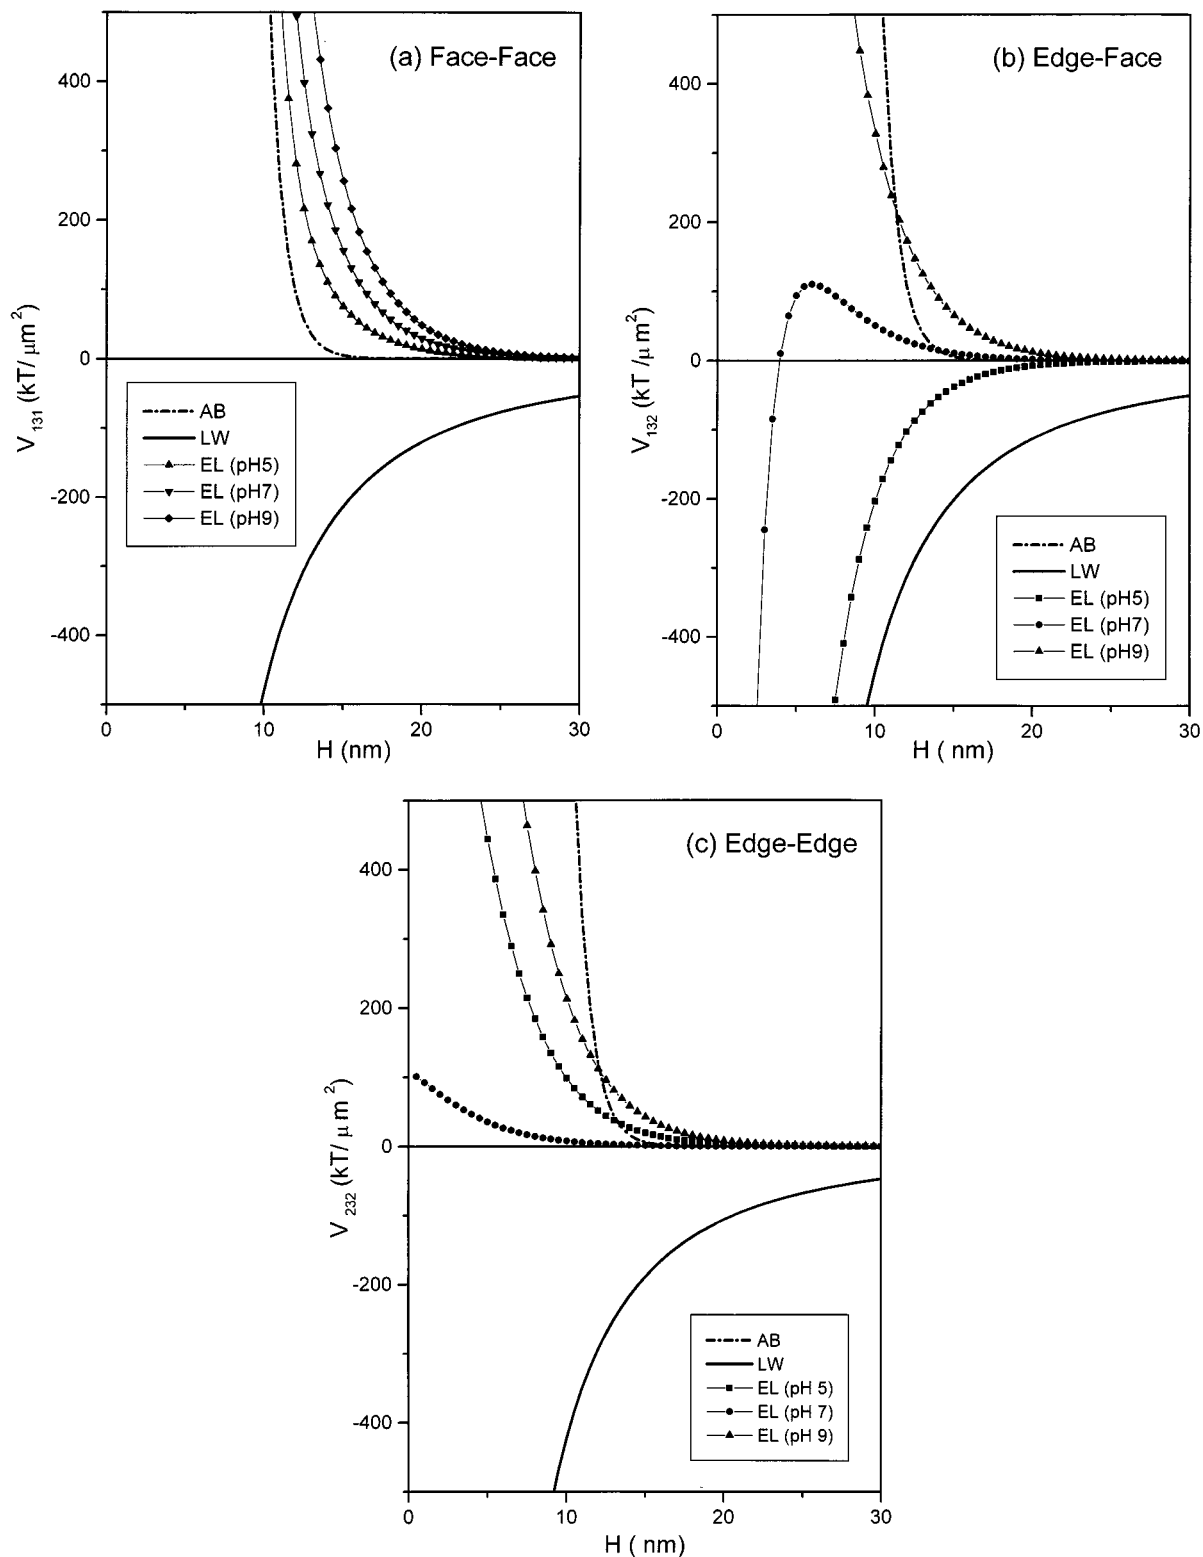 (a) Face-Face
400
200
0
-200
-400
V131 (kT/ μm²)
AB
LW
EL (pH5)
EL (pH7)
EL (pH9)
0
10
20
30
H (nm)
(b) Edge-Face
400
200
0
-200
-400
V132 (kT /μ m²)
AB
LW
EL (pH5)
EL (pH7)
EL (pH9)
0
10
20
30
H ( nm)
(c) Edge-Edge
400
200
0
-200
-400
V232 (kT/ μ m²)
AB
LW
EL (pH 5)
EL (pH 7)
EL (pH 9)
0
10
20
30
H ( nm)